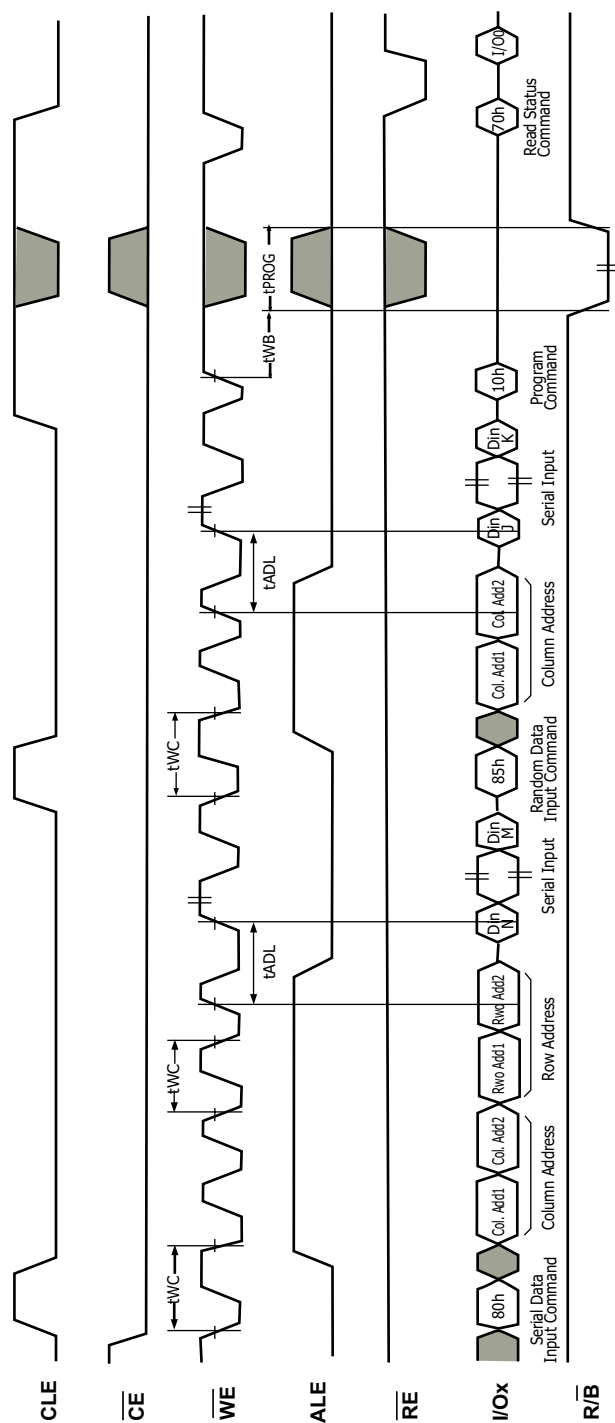 CLE
CE
WE
tWC
tWC
tWC
tWB
tPROG
tADL
tADL
ALE
RE
I/Ox
80h
Col. Add1
Col. Add2
Rwo Add1
Rwo Add2
Din
N
Din
M
85h
Col. Add1
Col. Add2
Din
J
Din
K
10h
70h
I/O0
Serial Data
Input Command
Column Address
Row Address
Serial Input
Random Data
Input Command
Column Address
Serial Input
Program
Command
Read Status
Command
R/B